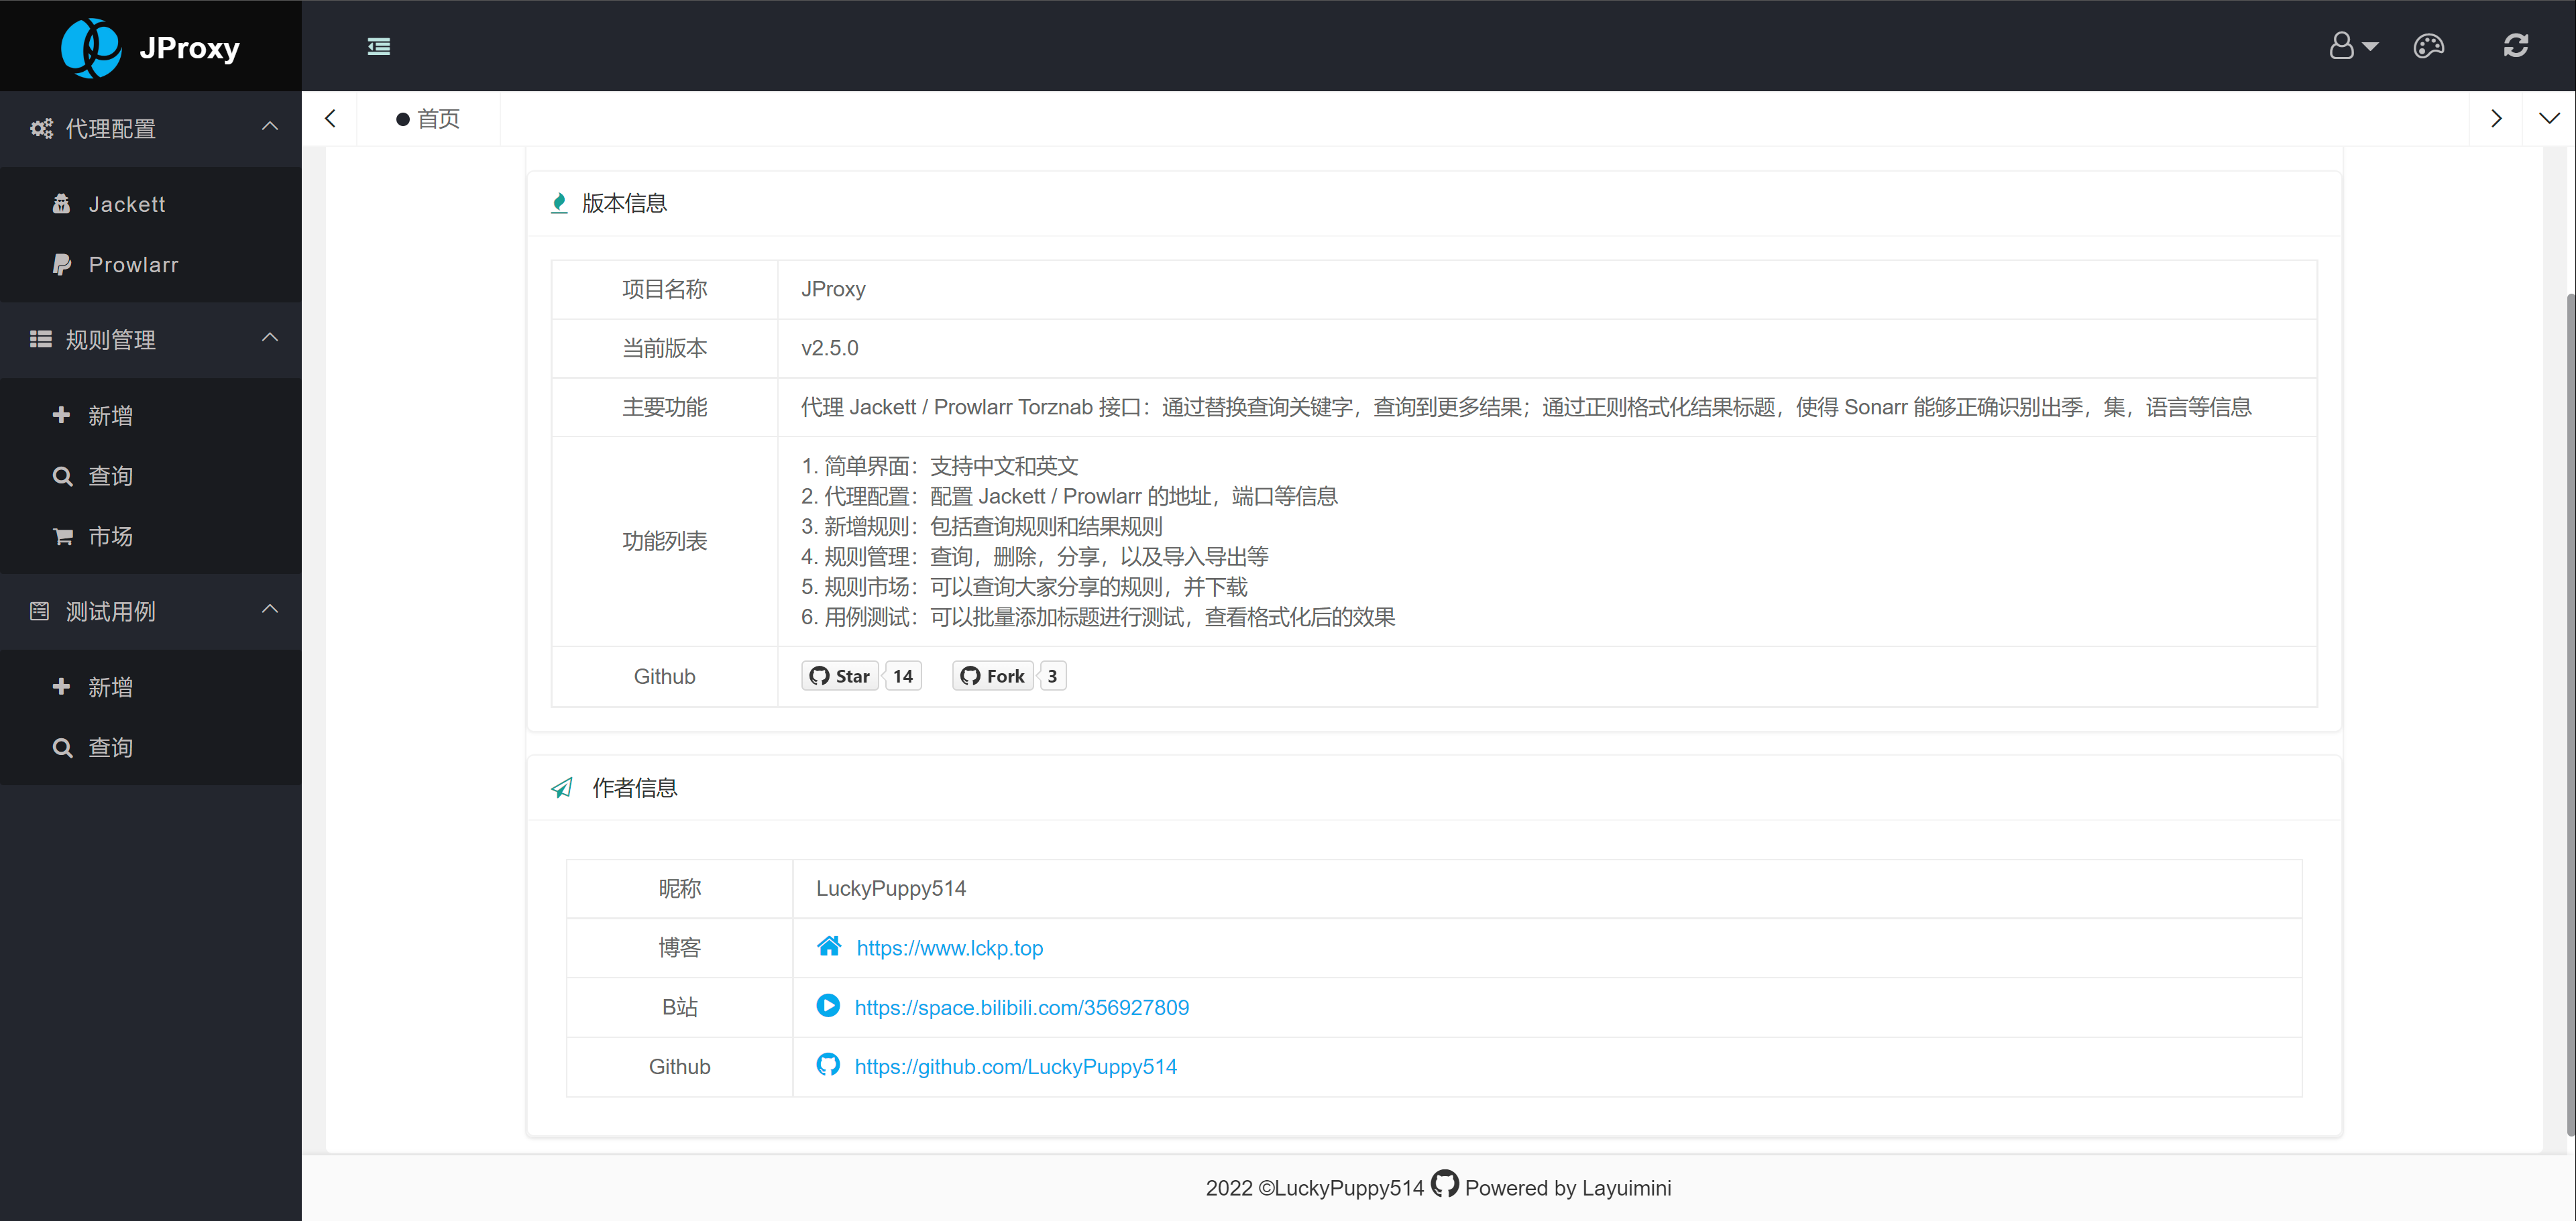 JProxy
代理配置
Jackett
Prowlarr
规则管理
新增
查询
市场
测试用例
新增
查询
首页
版本信息
项目名称 JProxy
当前版本 v2.5.0
主要功能 代理 Jackett / Prowlarr Torznab 接口：通过替换查询关键字，查询到更多结果；通过正则格式化结果标题，使得 Sonarr 能够正确识别出季，集，语言等信息
功能列表
1. 简单界面：支持中文和英文
2. 代理配置：配置 Jackett / Prowlarr 的地址，端口等信息
3. 新增规则：包括查询规则和结果规则
4. 规则管理：查询，删除，分享，以及导入导出等
5. 规则市场：可以查询大家分享的规则，并下载
6. 用例测试：可以批量添加标题进行测试，查看格式化后的效果
Github Star 14 Fork 3
作者信息
昵称 LuckyPuppy514
博客 https://www.lckp.top
B站 https://space.bilibili.com/356927809
Github https://github.com/LuckyPuppy514
2022 ©LuckyPuppy514 Powered by Layuimini